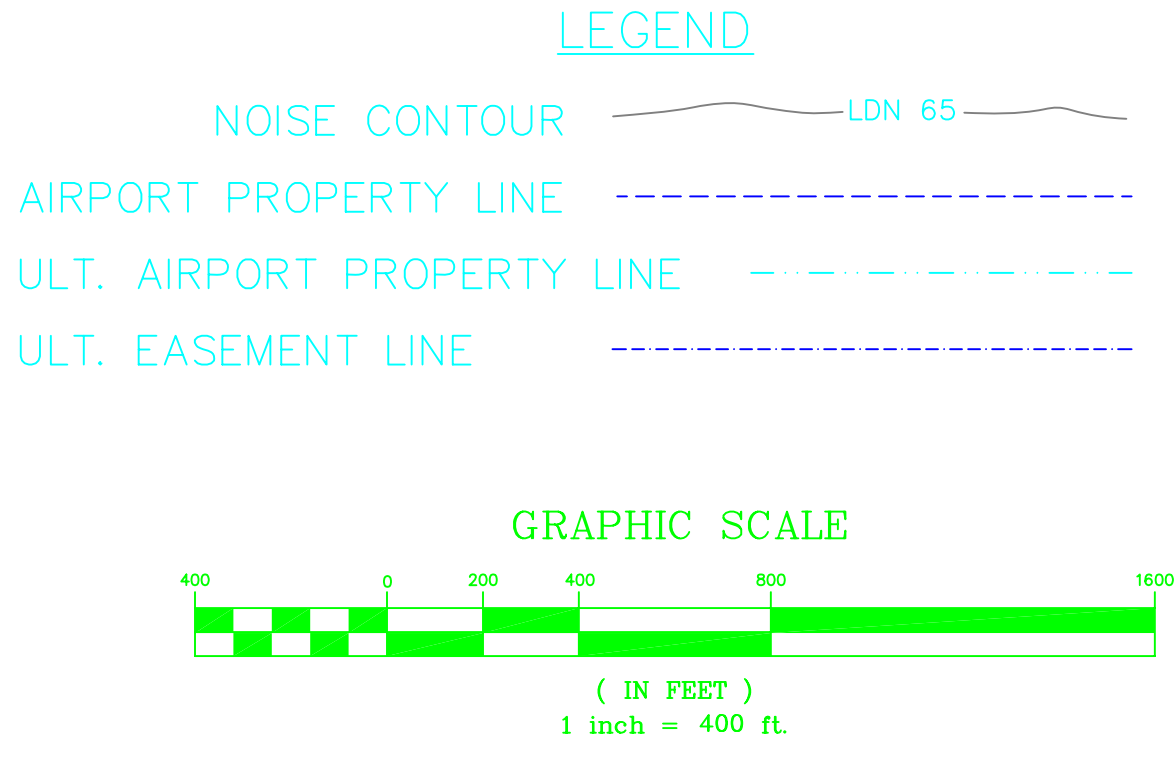 LEGEND
NOISE CONTOUR LDN 65
AIRPORT PROPERTY LINE
ULT. AIRPORT PROPERTY LINE
ULT. EASEMENT LINE
GRAPHIC SCALE
400 0 200 400 800 1600
( IN FEET )
1 inch = 400 ft.